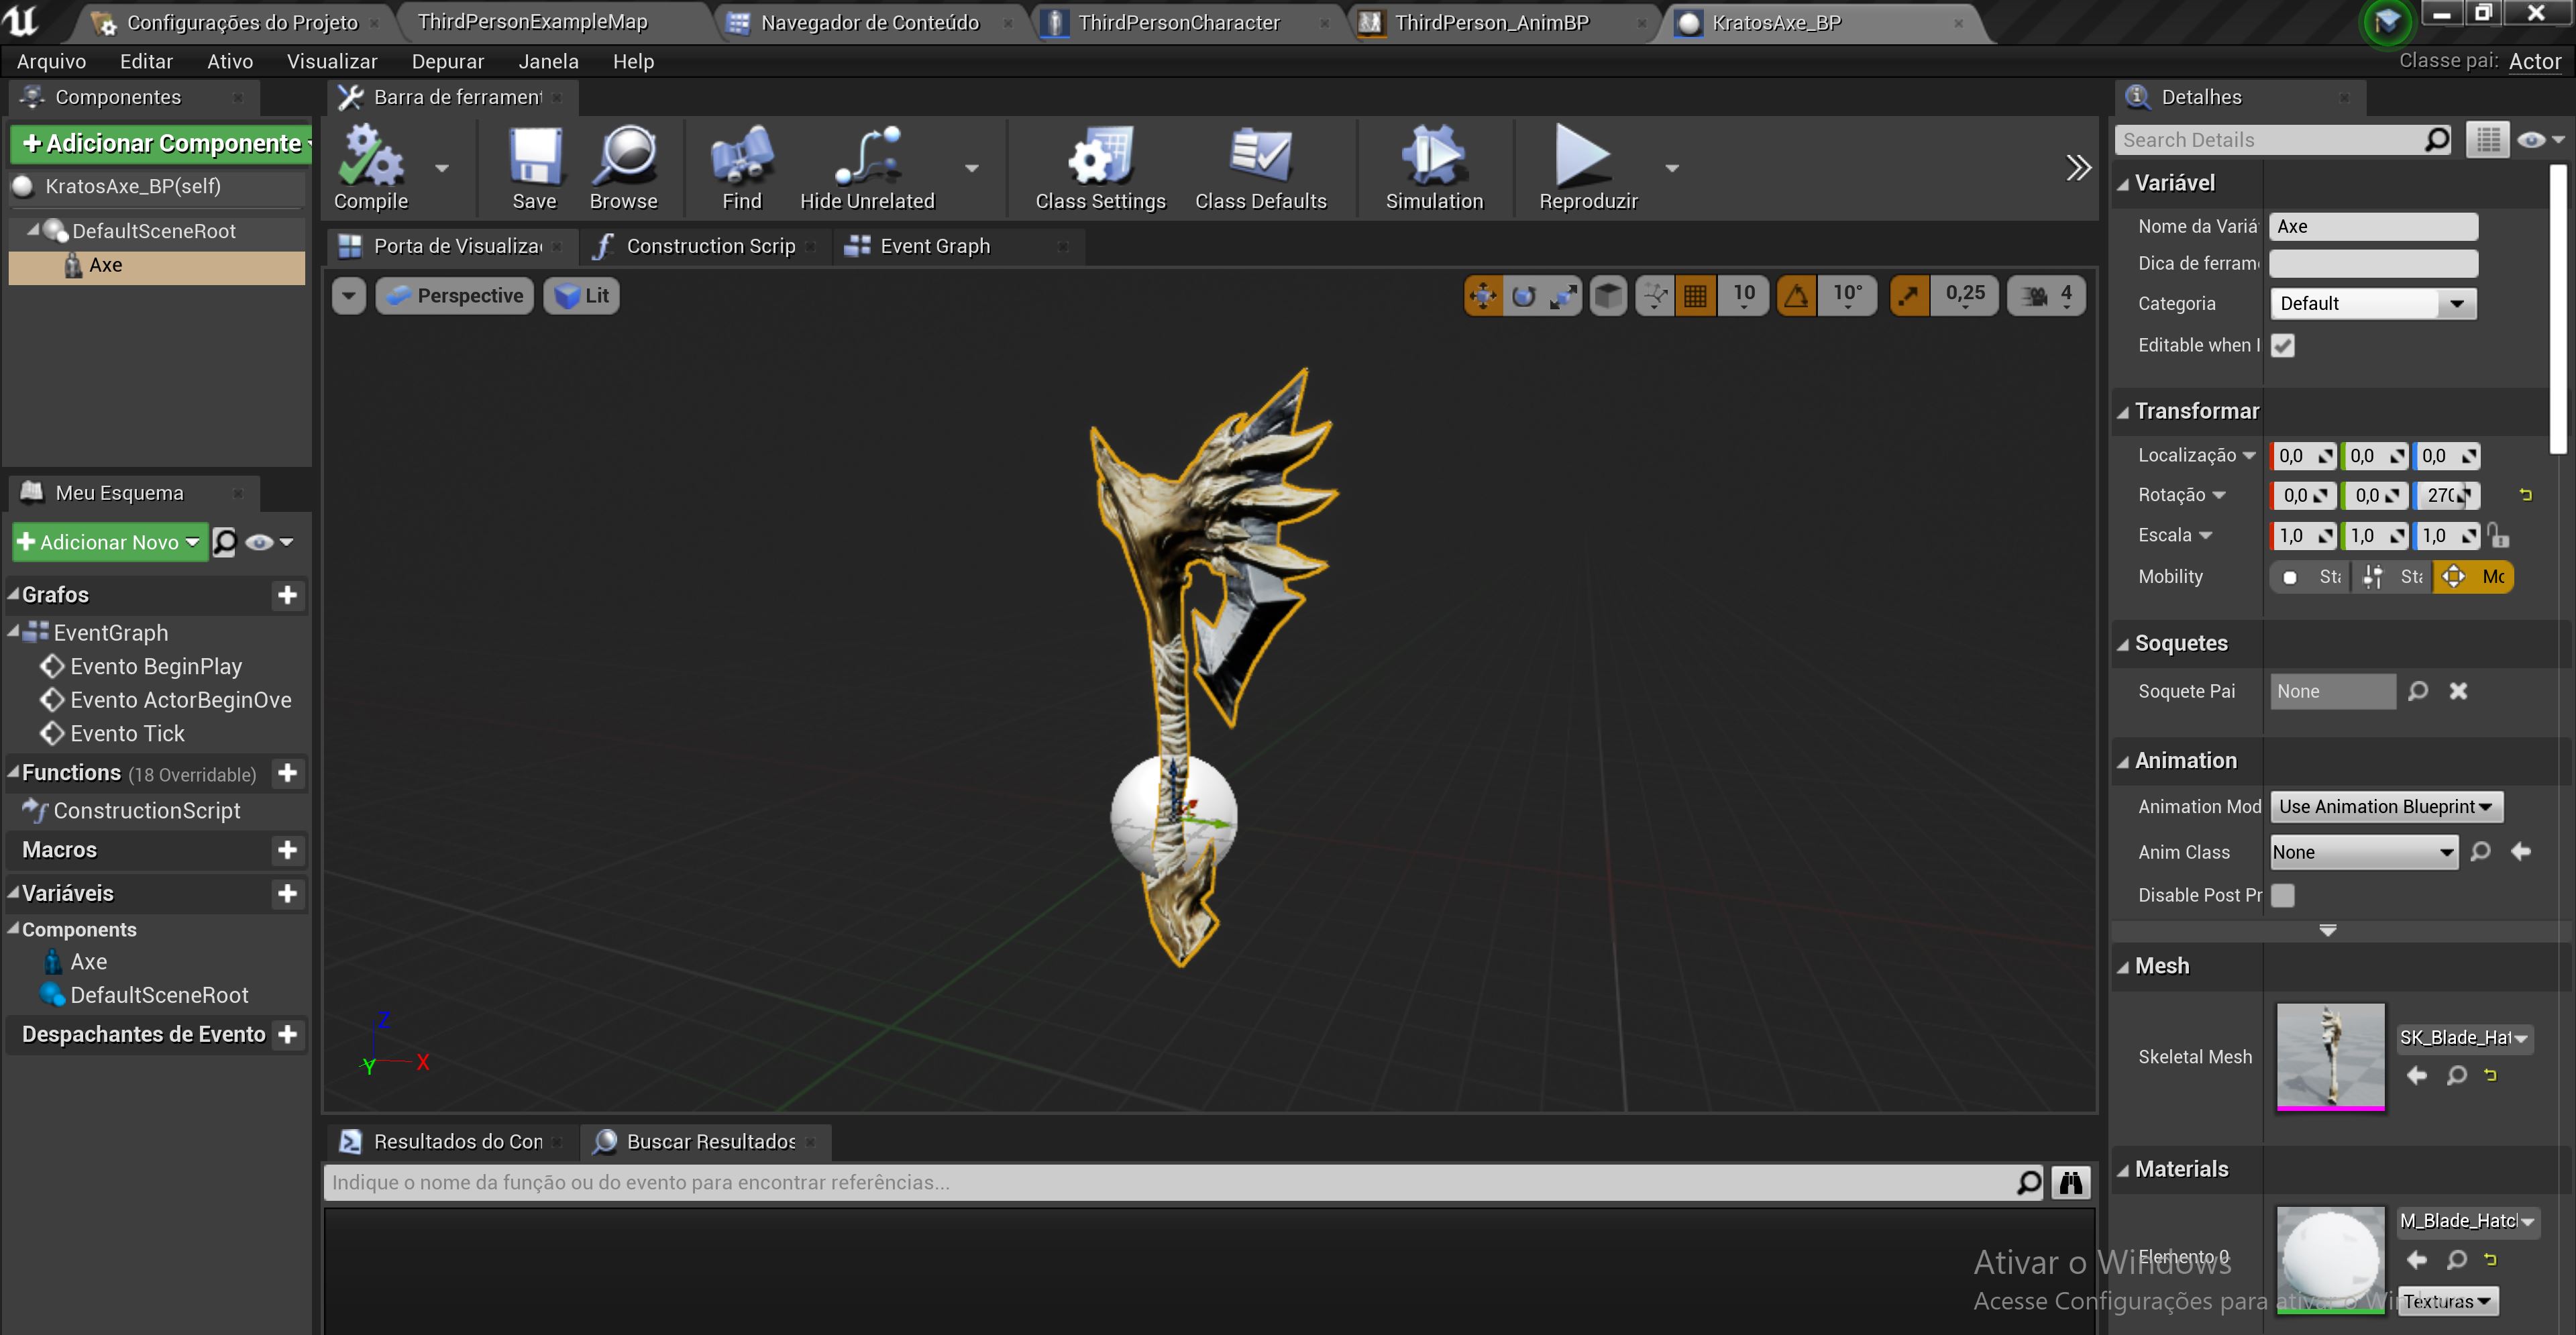 Configurações do Projeto
ThirdPersonExampleMap
Navegador de Conteúdo
ThirdPersonCharacter
ThirdPerson_AnimBP
KratosAxe_BP
Arquivo Editar Ativo Visualizar Depurar Janela Help
Classe pai: Actor
Componentes
+Adicionar Componente
KratosAxe_BP(self)
DefaultSceneRoot
Axe
Meu Esquema
+Adicionar Novo
Grafos
EventGraph
Evento BeginPlay
Evento ActorBeginOve
Evento Tick
Functions (18 Overridable)
ConstructionScript
Macros
Variáveis
Components
Axe
DefaultSceneRoot
Despachantes de Evento
Barra de ferrament
Compile
Save
Browse
Find
Hide Unrelated
Class Settings
Class Defaults
Simulation
Reproduzir
Porta de Visualiza
Construction Scrip
Event Graph
Perspective
Lit
10
10°
0,25
4
Z
Y
X
Resultados do Con
Buscar Resultados
Indique o nome da função ou do evento para encontrar referências...
Detalhes
Search Details
Variável
Nome da Variá
Axe
Dica de ferram
Categoria
Default
Editable when I
Transformar
Localização 0,0 0,0 0,0
Rotação 0,0 0,0 270
Escala 1,0 1,0 1,0
Mobility Sta Sta Mo
Soquetes
Soquete Pai None
Animation
Animation Mod Use Animation Blueprint
Anim Class None
Disable Post Pr
Mesh
Skeletal Mesh
SK_Blade_Hat
Materials
Elemento 0
M_Blade_Hatcl
Texturas
Ativar o Windows
Acesse Configurações para ativar o Windows.